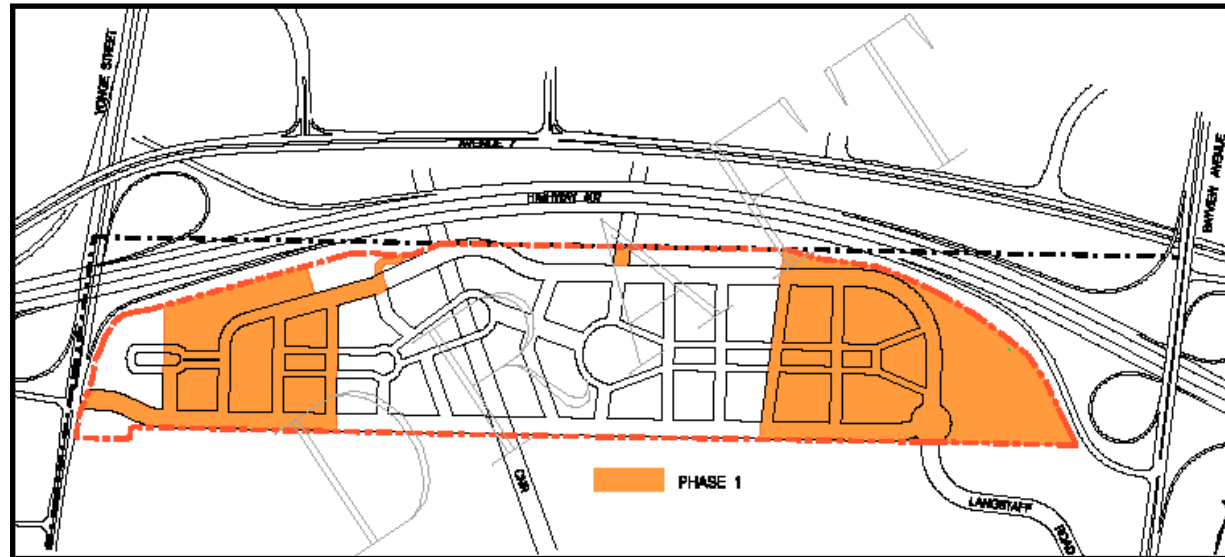 YONGE STREET
AVENUE 7
HIGHWAY 407
BAYVIEW AVENUE
DRAFT
CNR
PHASE 1
LANGSTAFF
ROAD